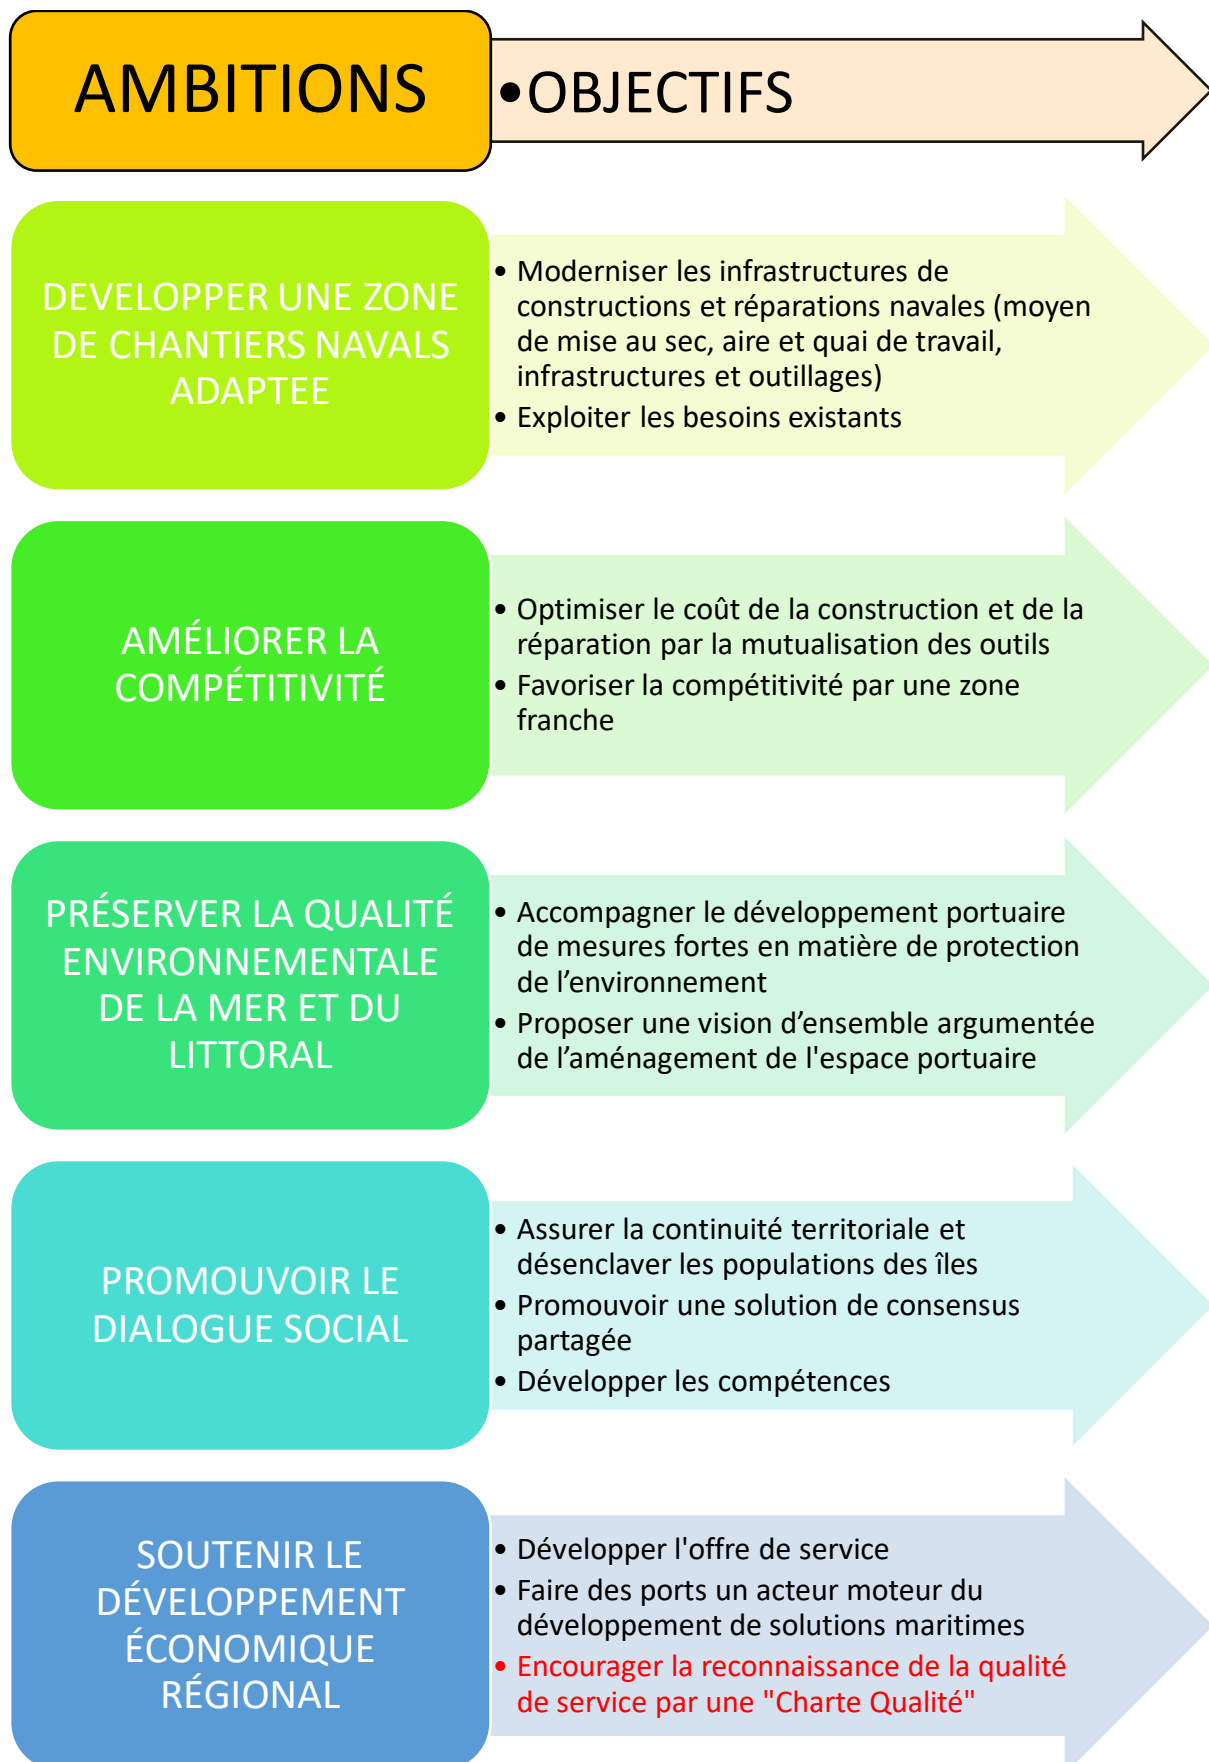 AMBITIONS
•OBJECTIFS
DEVELOPPER UNE ZONE
DE CHANTIERS NAVALS
ADAPTEE
• Moderniser les infrastructures de
constructions et réparations navales (moyen
de mise au sec, aire et quai de travail,
infrastructures et outillages)
• Exploiter les besoins existants
AMÉLIORER LA
COMPÉTITIVITÉ
• Optimiser le coût de la construction et de la
réparation par la mutualisation des outils
• Favoriser la compétitivité par une zone
franche
PRÉSERVER LA QUALITÉ
ENVIRONNEMENTALE
DE LA MER ET DU
LITTORAL
• Accompagner le développement portuaire
de mesures fortes en matière de protection
de l’environnement
• Proposer une vision d’ensemble argumentée
de l’aménagement de l'espace portuaire
PROMOUVOIR LE
DIALOGUE SOCIAL
• Assurer la continuité territoriale et
désenclaver les populations des îles
• Promouvoir une solution de consensus
partagée
• Développer les compétences
SOUTENIR LE
DÉVELOPPEMENT
ÉCONOMIQUE
RÉGIONAL
• Développer l'offre de service
• Faire des ports un acteur moteur du
développement de solutions maritimes
• Encourager la reconnaissance de la qualité
de service par une "Charte Qualité"